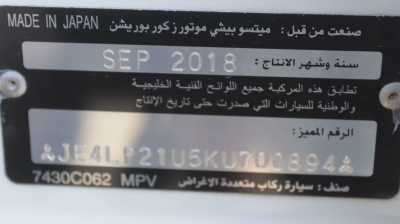 صنعت من قبل: ميتسوبيشي موتورز كوربوريشن MADE IN JAPAN
سنة وشهر الانتاج: SEP 2018
تطابق هذه المركبة جميع اللوائح الفنية الخليجية
والوطنية للسيارات التي صدرت حتى تاريخ الإنتاج
الرقم المميز:
JE4LP21U5KU700894
صنف: سيارة ركاب متعددة الاغراض 7430C062 MPV